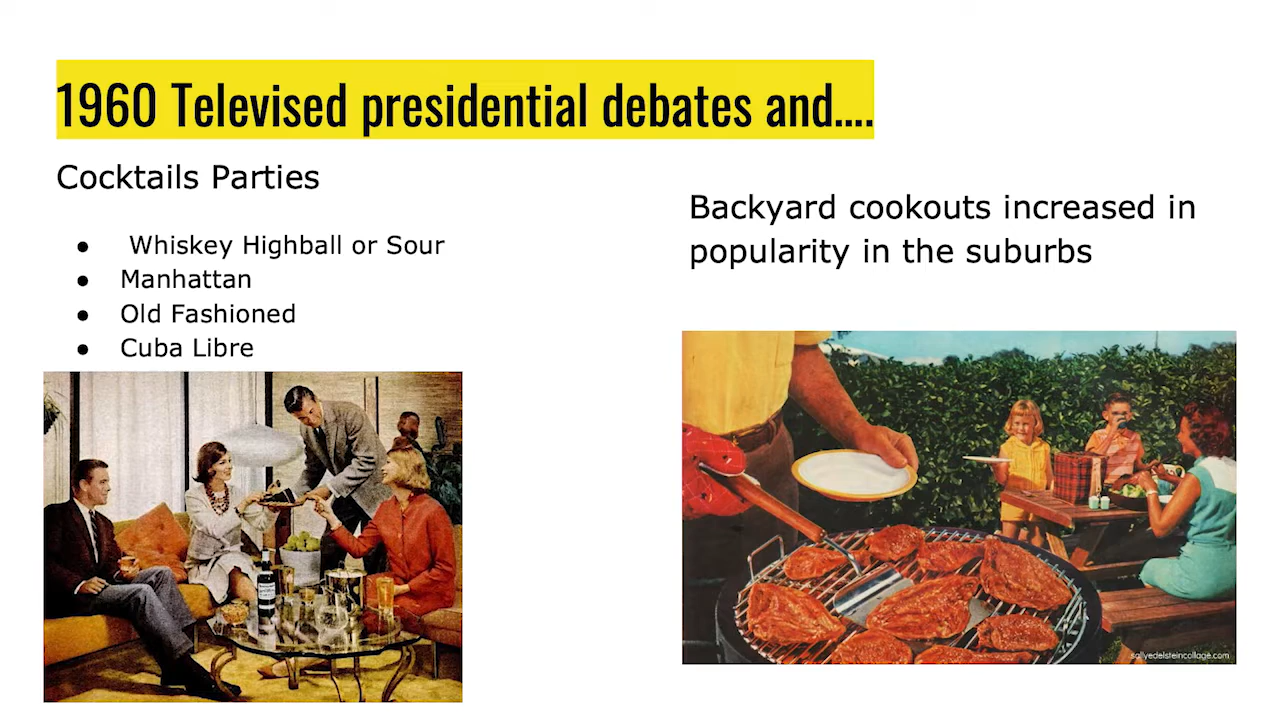 1960 Televised presidential debates and....
Cocktails Parties
● Whiskey Highball or Sour
● Manhattan
● Old Fashioned
● Cuba Libre
Backyard cookouts increased in
popularity in the suburbs
sallyedelsteincollage.com